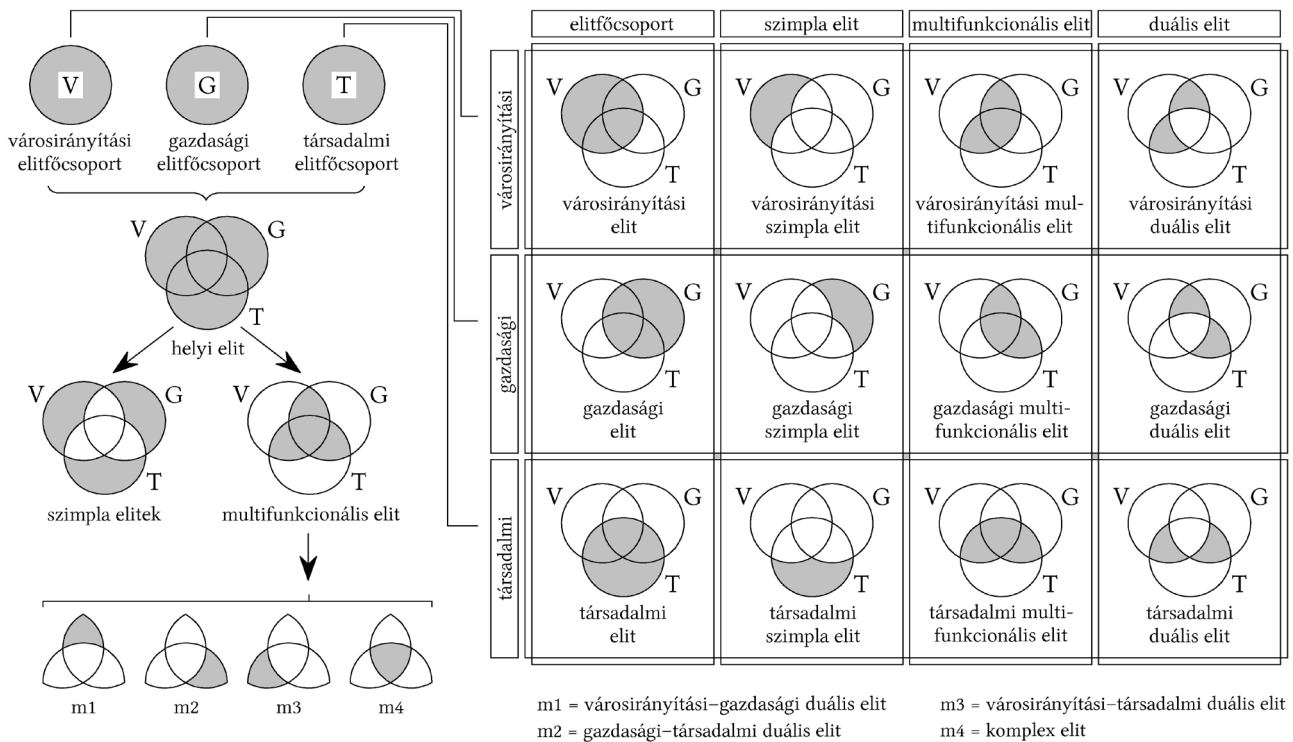 V
G
T
városirányítási
elitfőcsoport
gazdasági
elitfőcsoport
társadalmi
elitfőcsoport
V
G
T
helyi elit
V
G
T
szimpla elitek
V
G
T
multifunkcionális elit
m1
m2
m3
m4
elitfőcsoport
szimpla elit
multifunkcionális elit
duális elit
városirányítási
V
G
T
városirányítási
elit
V
G
T
városirányítási
szimpla elit
V
G
T
városirányítási mul-
tifunkcionális elit
V
G
T
városirányítási
duális elit
gazdasági
V
G
T
gazdasági
elit
V
G
T
gazdasági
szimpla elit
V
G
T
gazdasági multi-
funkcionális elit
V
G
T
gazdasági
duális elit
társadalmi
V
G
T
társadalmi
elit
V
G
T
társadalmi
szimpla elit
V
G
T
társadalmi multi-
funkcionális elit
V
G
T
társadalmi
duális elit
m1 = városirányítási–gazdasági duális elit
m2 = gazdasági–társadalmi duális elit
m3 = városirányítási–társadalmi duális elit
m4 = komplex elit